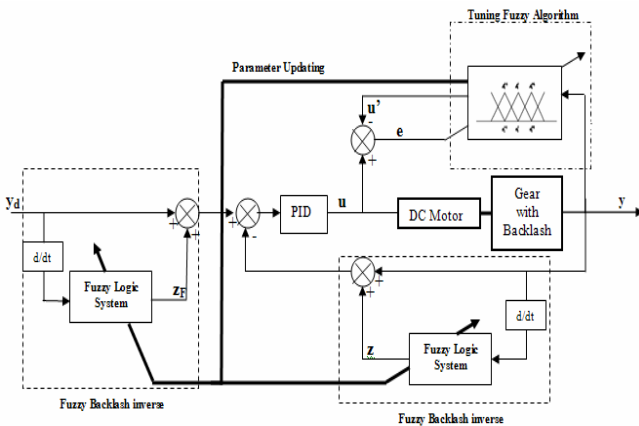 Tuning Fuzzy Algorithm
Parameter Updating
u’
-
e
+
y_d
+
+
+
-
PID
u
DC Motor
Gear
with
Backlash
y
d/dt
Fuzzy Logic
System
z_F
+
+
z
Fuzzy Logic
System
d/dt
Fuzzy Backlash inverse
Fuzzy Backlash inverse